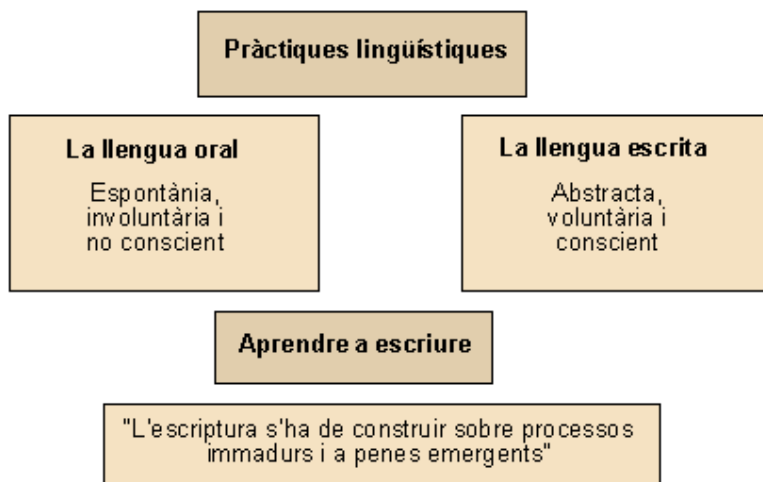 Pràctiques lingüístiques
La llengua oral
Espontània,
involuntària i
no conscient
La llengua escrita
Abstracta,
voluntària i
conscient
Aprendre a escriure
"L'escriptura s'ha de construir sobre processos
immadurs i a penes emergents"